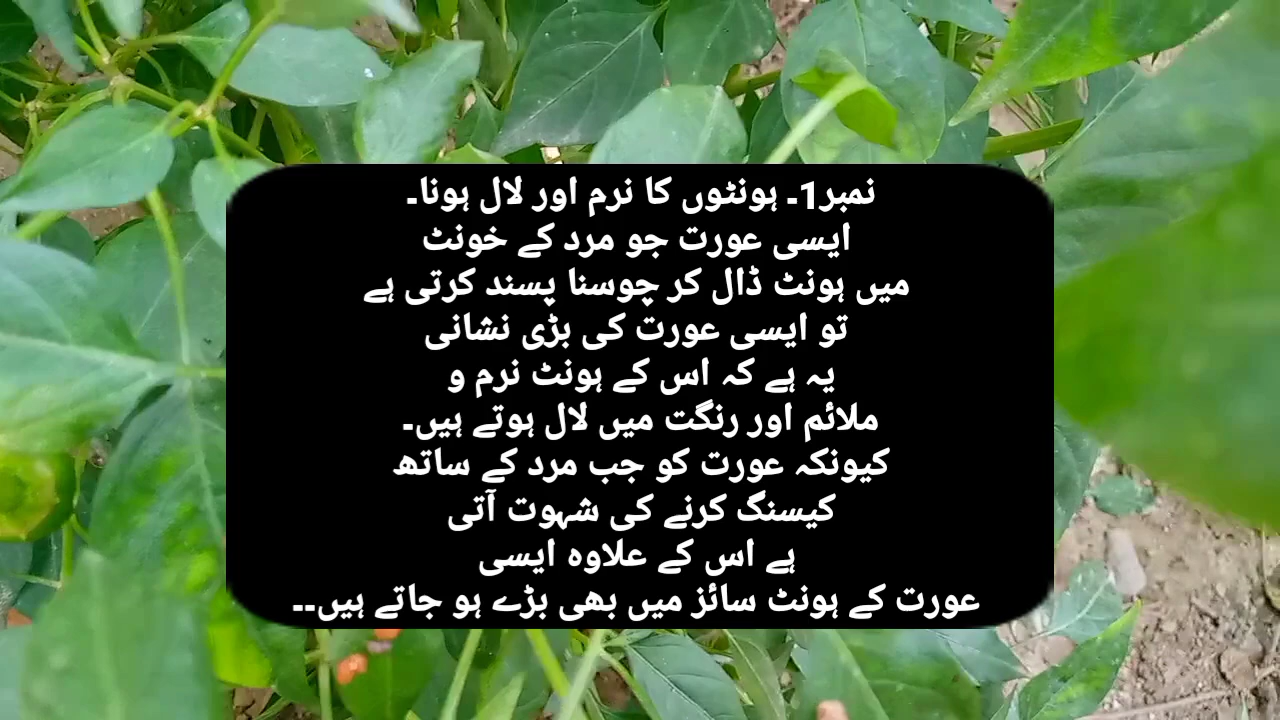 نمبر1۔ ہونٹوں کا نرم اور لال ہونا۔
ایسی عورت جو مرد کے خونٹ
میں ہونٹ ڈال کر چوسنا پسند کرتی ہے
تو ایسی عورت کی بڑی نشانی
یہ ہے کہ اس کے ہونٹ نرم و
ملائم اور رنگت میں لال ہوتے ہیں۔
کیونکہ عورت کو جب مرد کے ساتھ
کیسنگ کرنے کی شہوت آتی
ہے اس کے علاوہ ایسی
عورت کے ہونٹ سائز میں بھی بڑے ہو جاتے ہیں۔۔